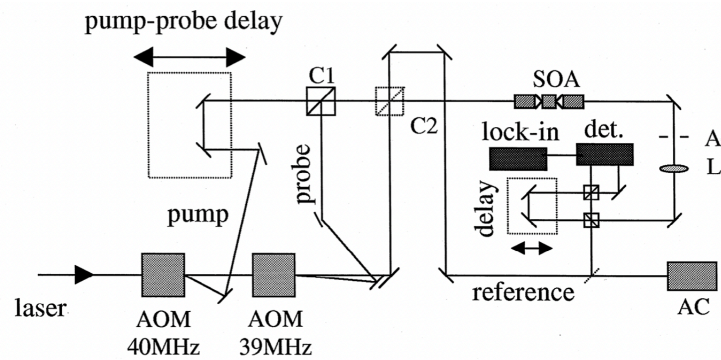 pump-probe delay
C1
SOA
C2
lock-in
det.
A
L
probe
delay
pump
laser
reference
AC
AOM
40MHz
AOM
39MHz